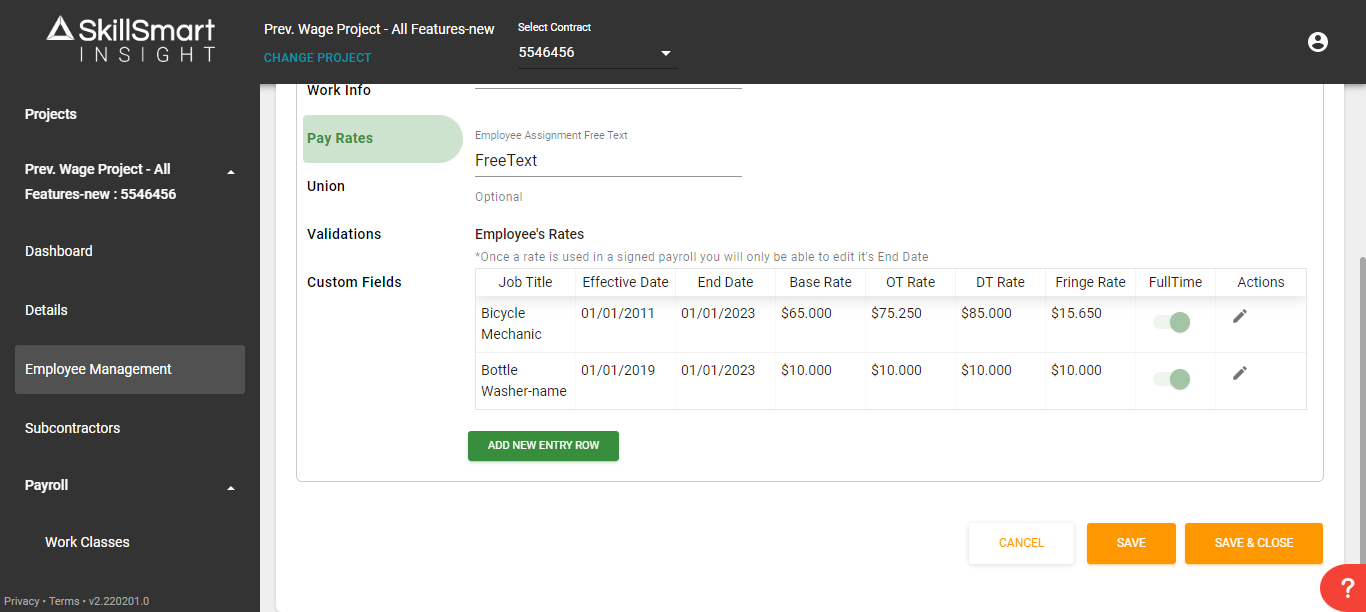 SkillSmart
INSIGHT
Prev. Wage Project - All Features-new
CHANGE PROJECT
Select Contract
5546456
Projects
Prev. Wage Project - All
Features-new : 5546456
Dashboard
Details
Employee Management
Subcontractors
Payroll
Work Classes
Privacy • Terms • v2.220201.0
Work Info
Pay Rates
Union
Validations
Custom Fields
Employee Assignment Free Text
FreeText
Optional
Employee's Rates
*Once a rate is used in a signed payroll you will only be able to edit it's End Date
Job Title Effective Date End Date Base Rate OT Rate DT Rate Fringe Rate FullTime Actions
Bicycle 01/01/2011 01/01/2023 $65.000 $75.250 $85.000 $15.650
Mechanic
Bottle 01/01/2019 01/01/2023 $10.000 $10.000 $10.000 $10.000
Washer-name
ADD NEW ENTRY ROW
CANCEL SAVE SAVE & CLOSE
?